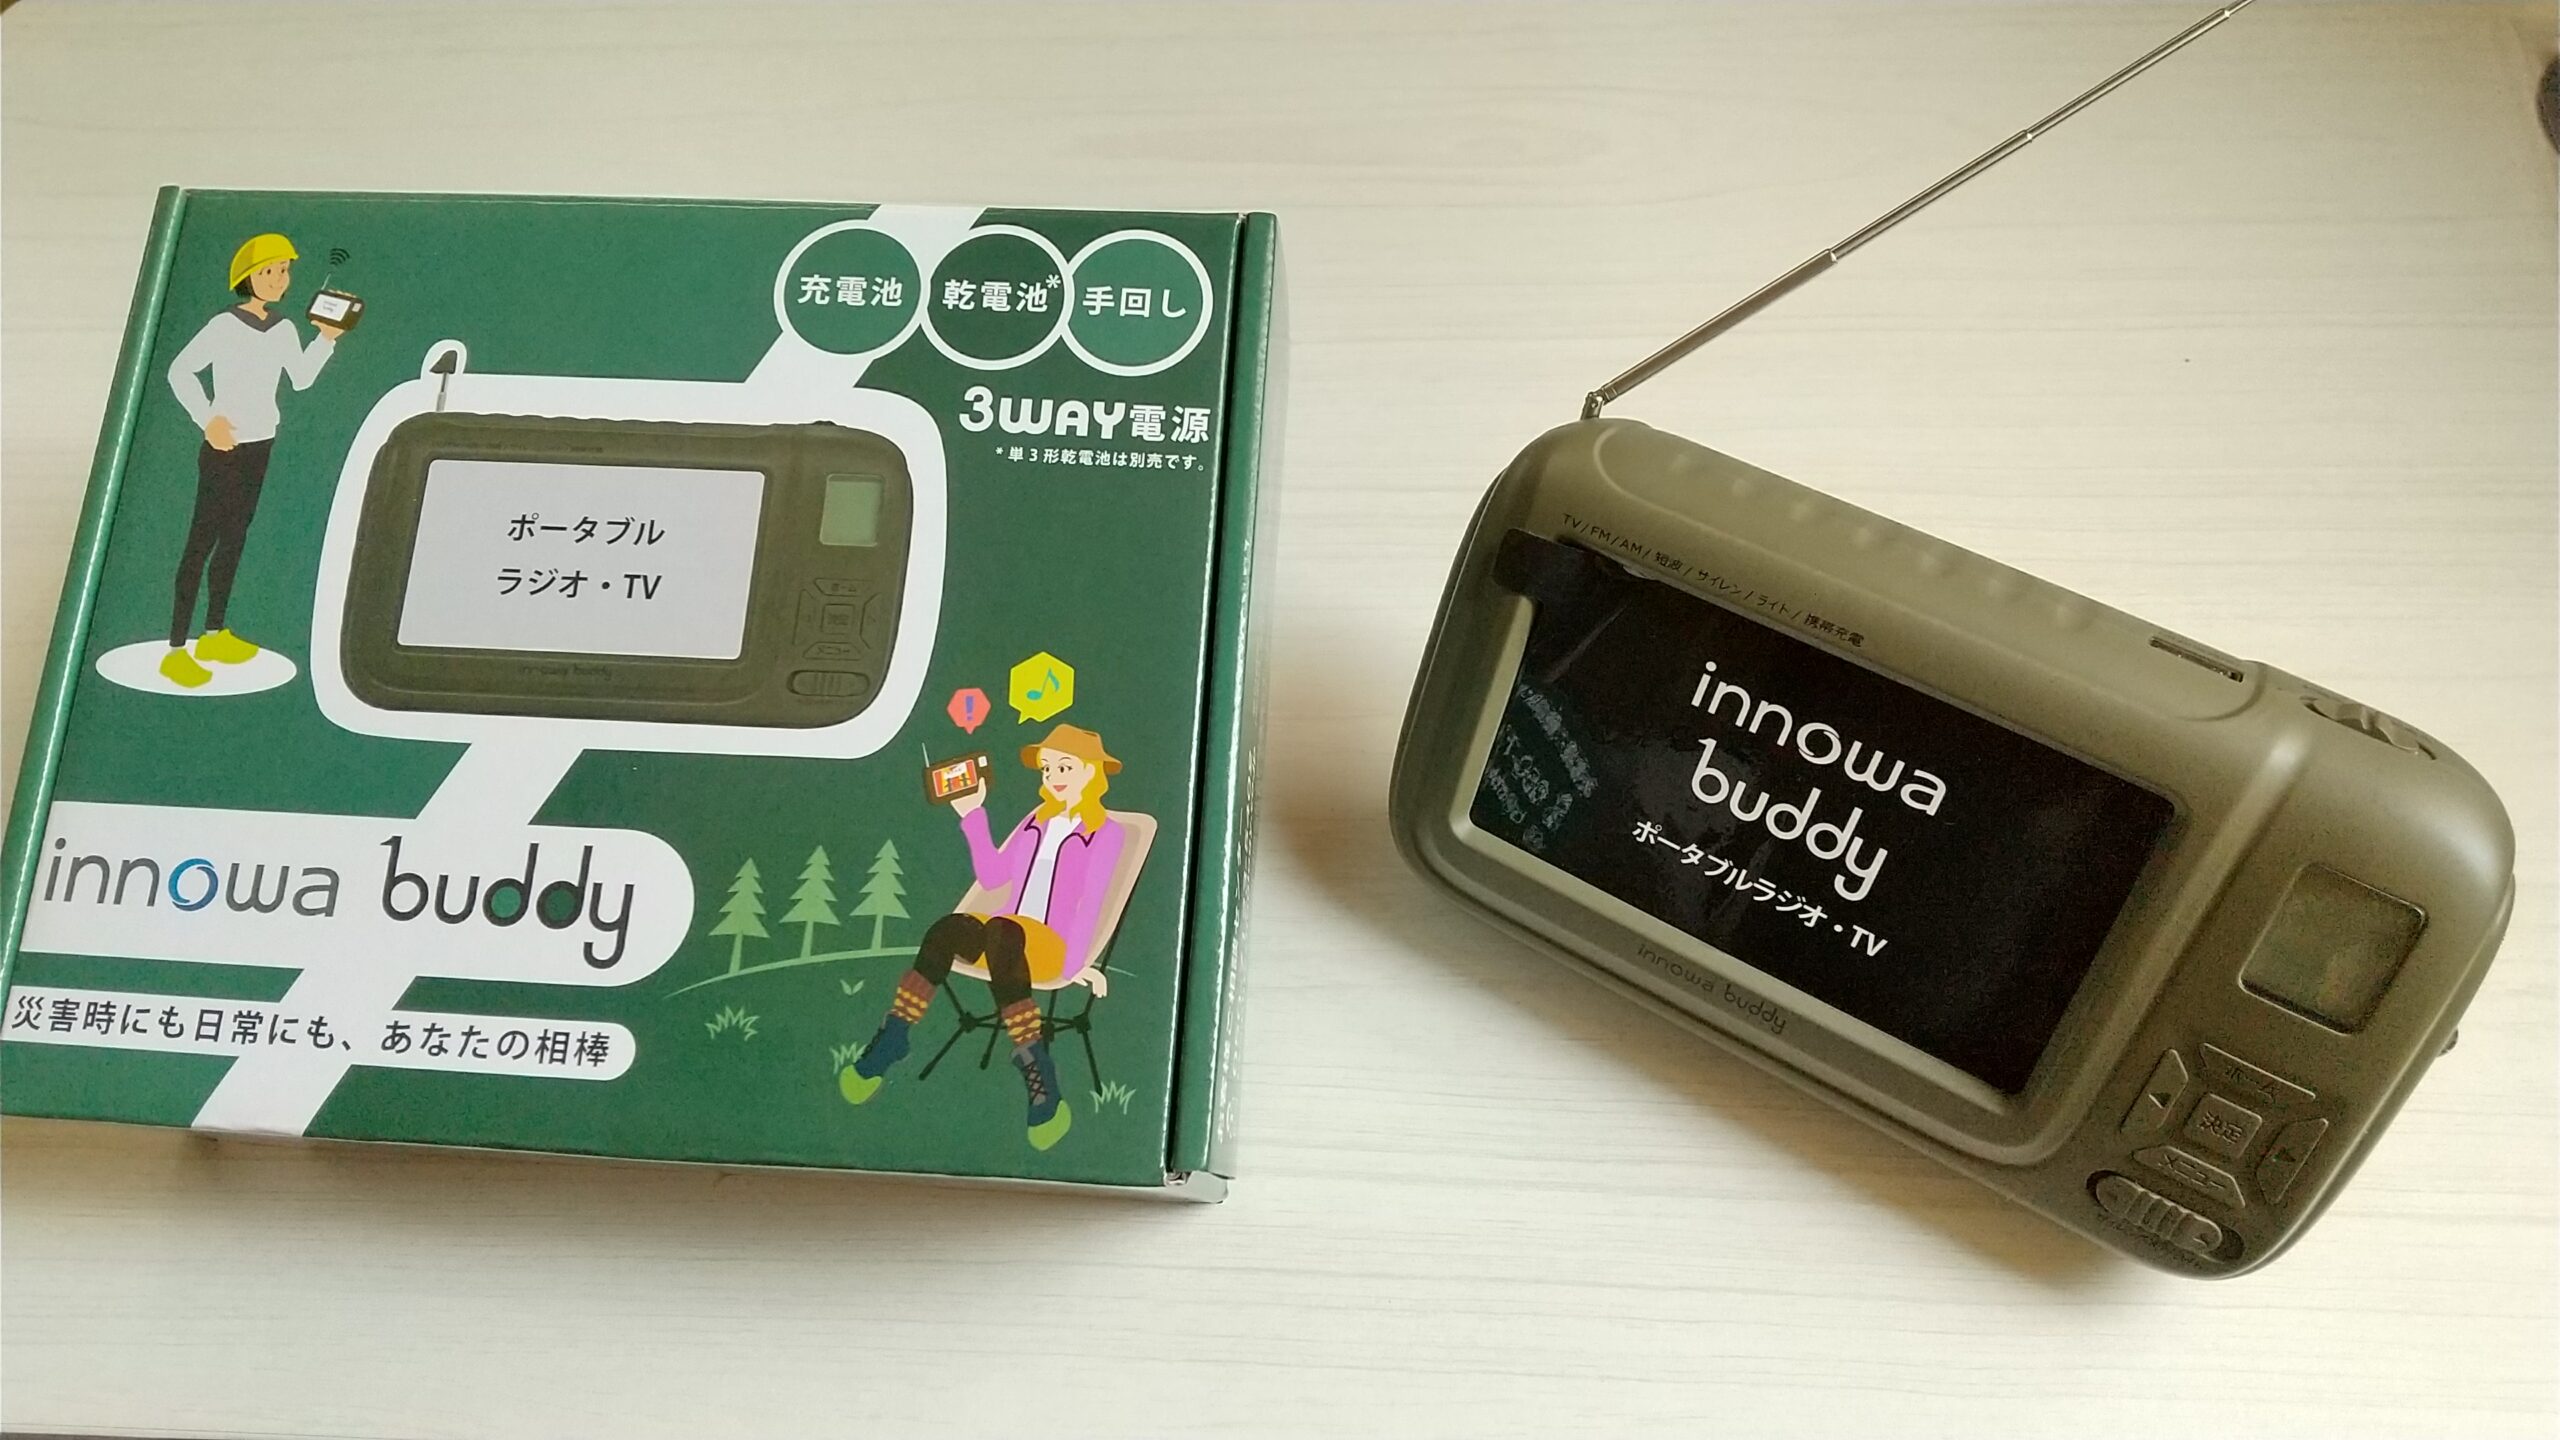 充電池
乾電池*
手回し
3WAY電源
*単3形乾電池は別売です。
ポータブル
ラジオ・TV
innowa buddy
innowa buddy
災害時にも日常にも、あなたの相棒
TV/FM/AM/短波/サイレン/ライト/携帯充電
innowa
buddy
ポータブルラジオ・TV
innowa buddy
ホーム
決定
メニュー